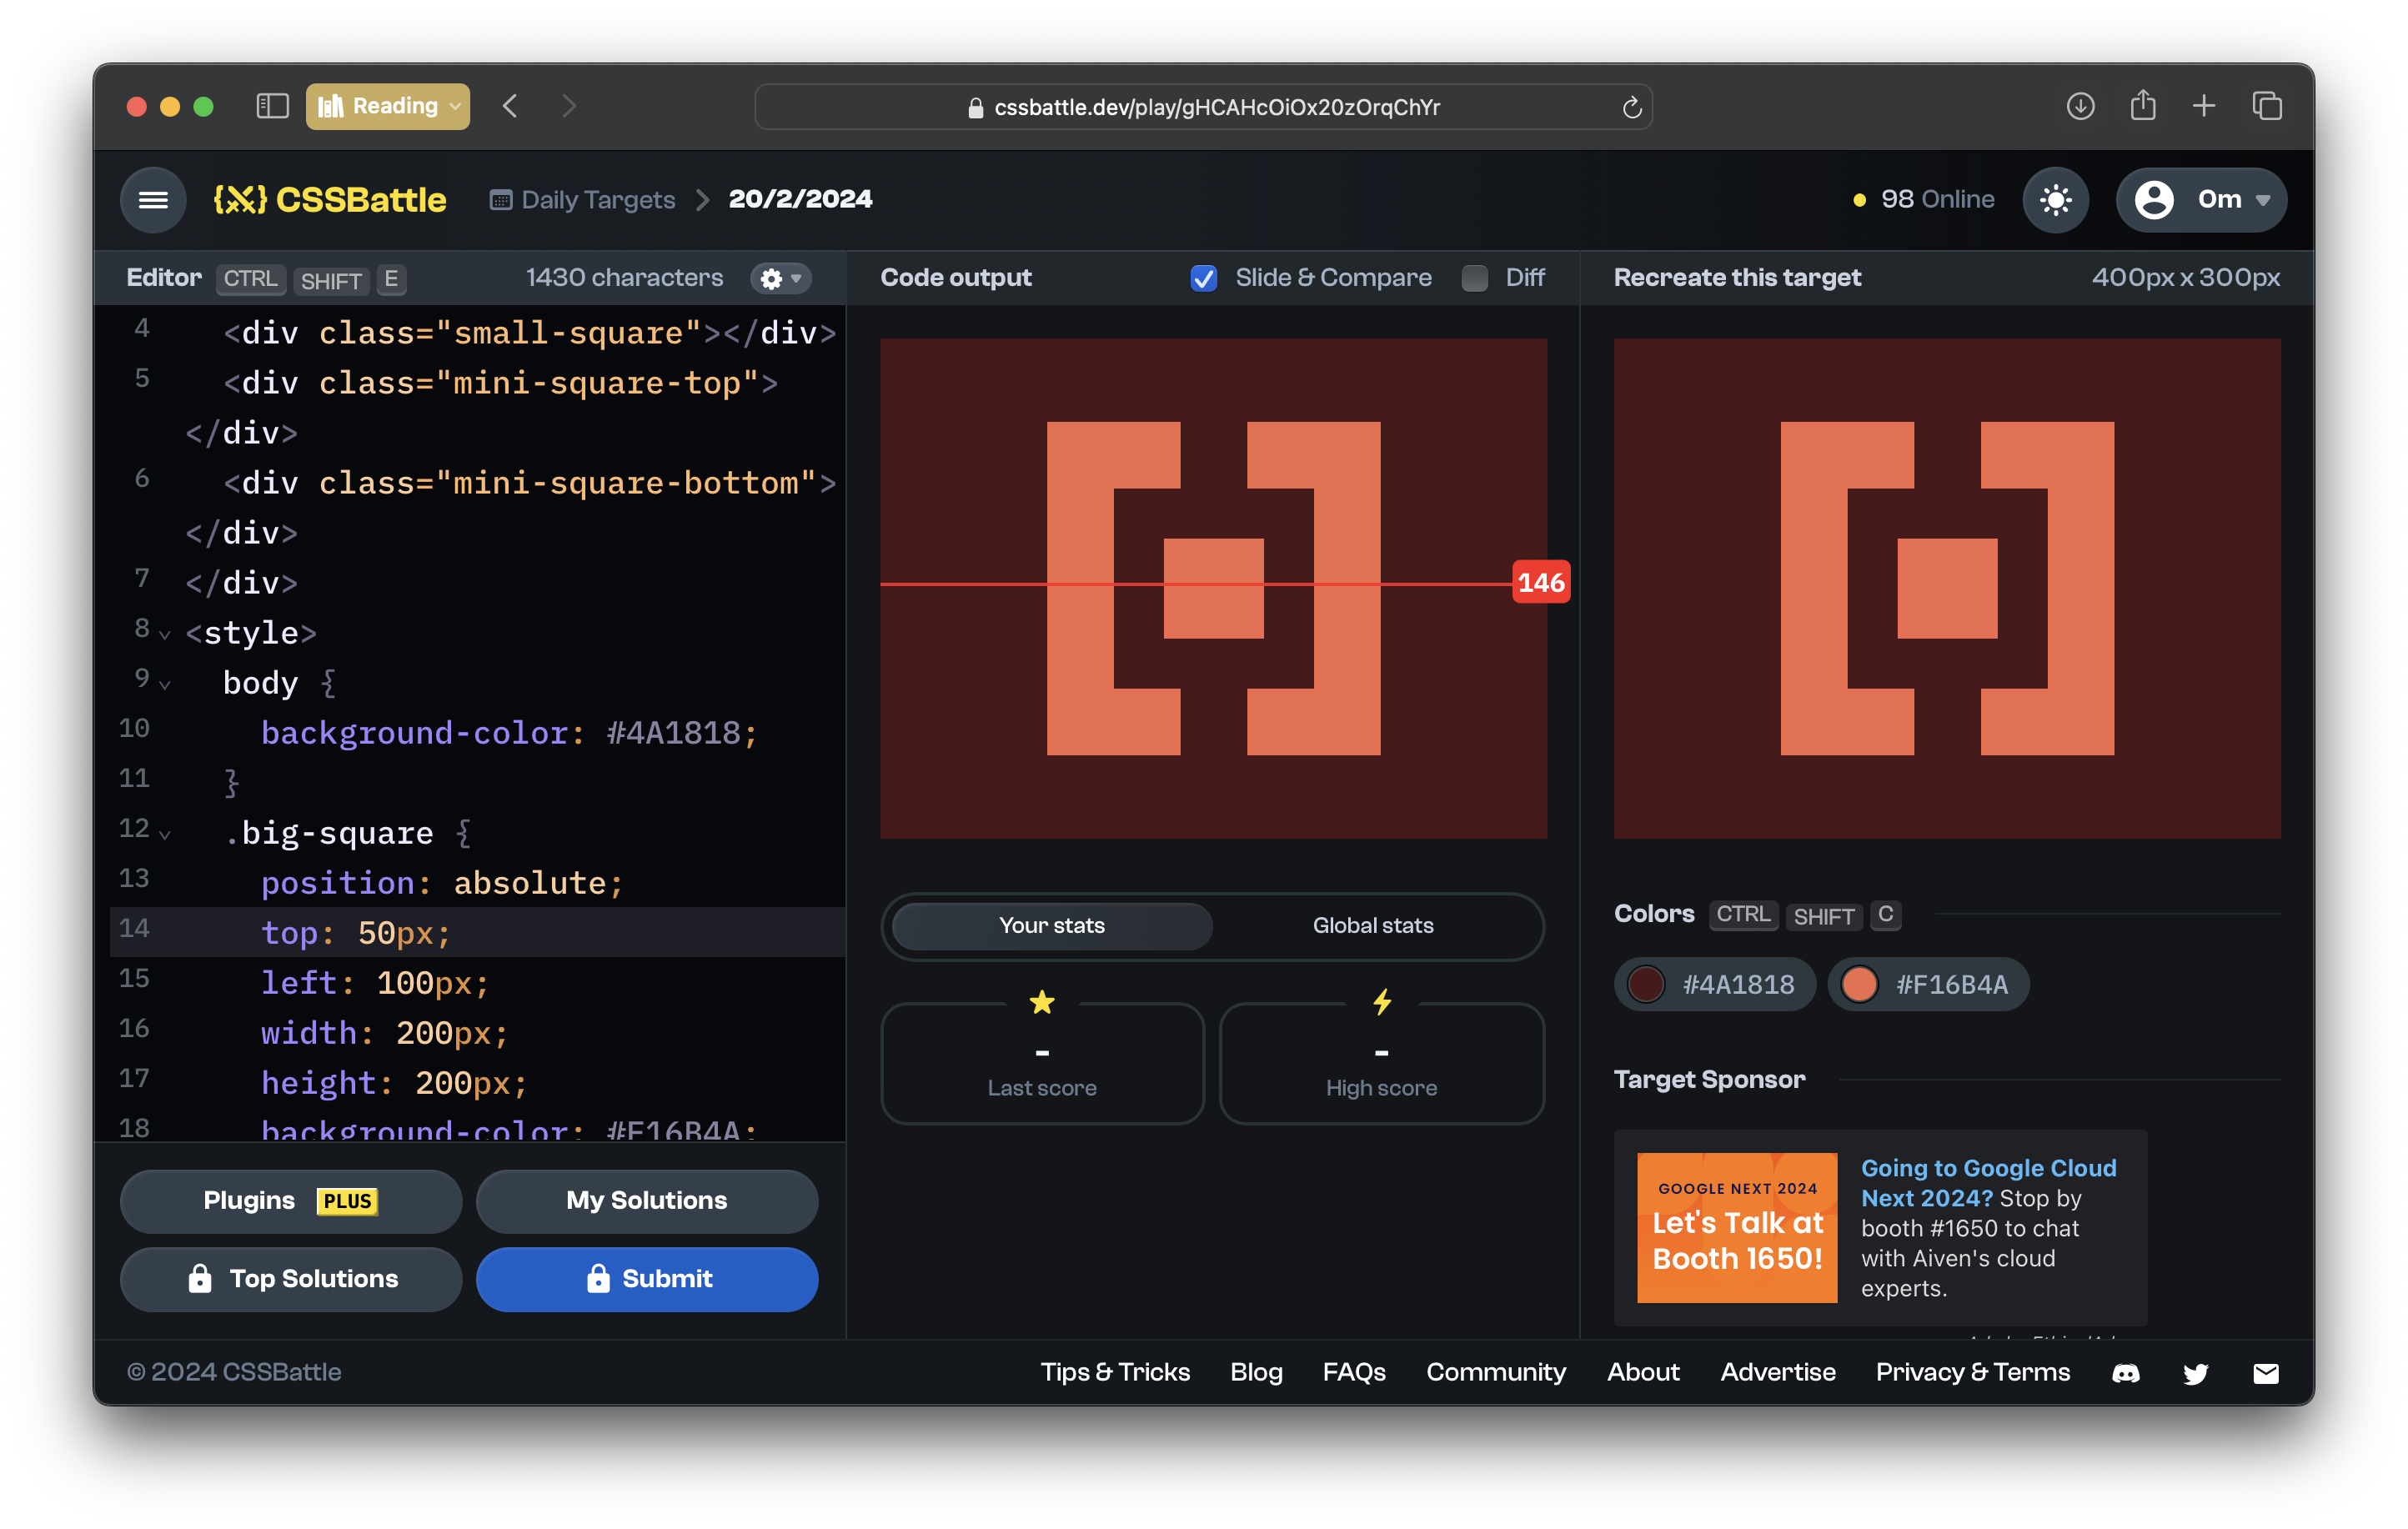 Reading
cssbattle.dev/play/gHCAHcOiOx20zOrqChYr
{X} CSSBattle
Daily Targets
20/2/2024
98 Online
0m
Editor CTRL SHIFT E
1430 characters
4 <div class="small-square"></div>
5 <div class="mini-square-top">
</div>
6 <div class="mini-square-bottom">
</div>
7 </div>
8 <style>
9 body {
10 background-color: #4A1818;
11 }
12 .big-square {
13 position: absolute;
14 top: 50px;
15 left: 100px;
16 width: 200px;
17 height: 200px;
18 background-color: #F16B4A;
Plugins PLUS
My Solutions
Top Solutions
Submit
Code output
Slide & Compare
Diff
146
Your stats
Global stats
-
Last score
-
High score
Recreate this target
400px x 300px
Colors CTRL SHIFT C
#4A1818
#F16B4A
Target Sponsor
GOOGLE NEXT 2024
Let's Talk at
Booth 1650!
Going to Google Cloud
Next 2024? Stop by
booth #1650 to chat
with Aiven's cloud
experts.
© 2024 CSSBattle
Tips & Tricks
Blog
FAQs
Community
About
Advertise
Privacy & Terms